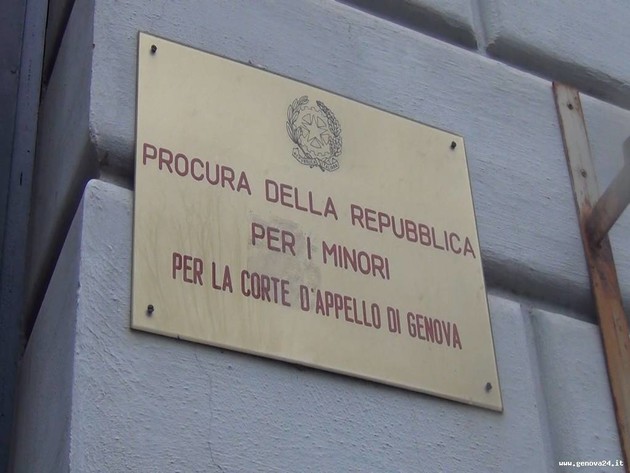 PROCURA DELLA REPUBBLICA
PER I MINORI
PER LA CORTE D'APPELLO DI GENOVA
www.genova24.it